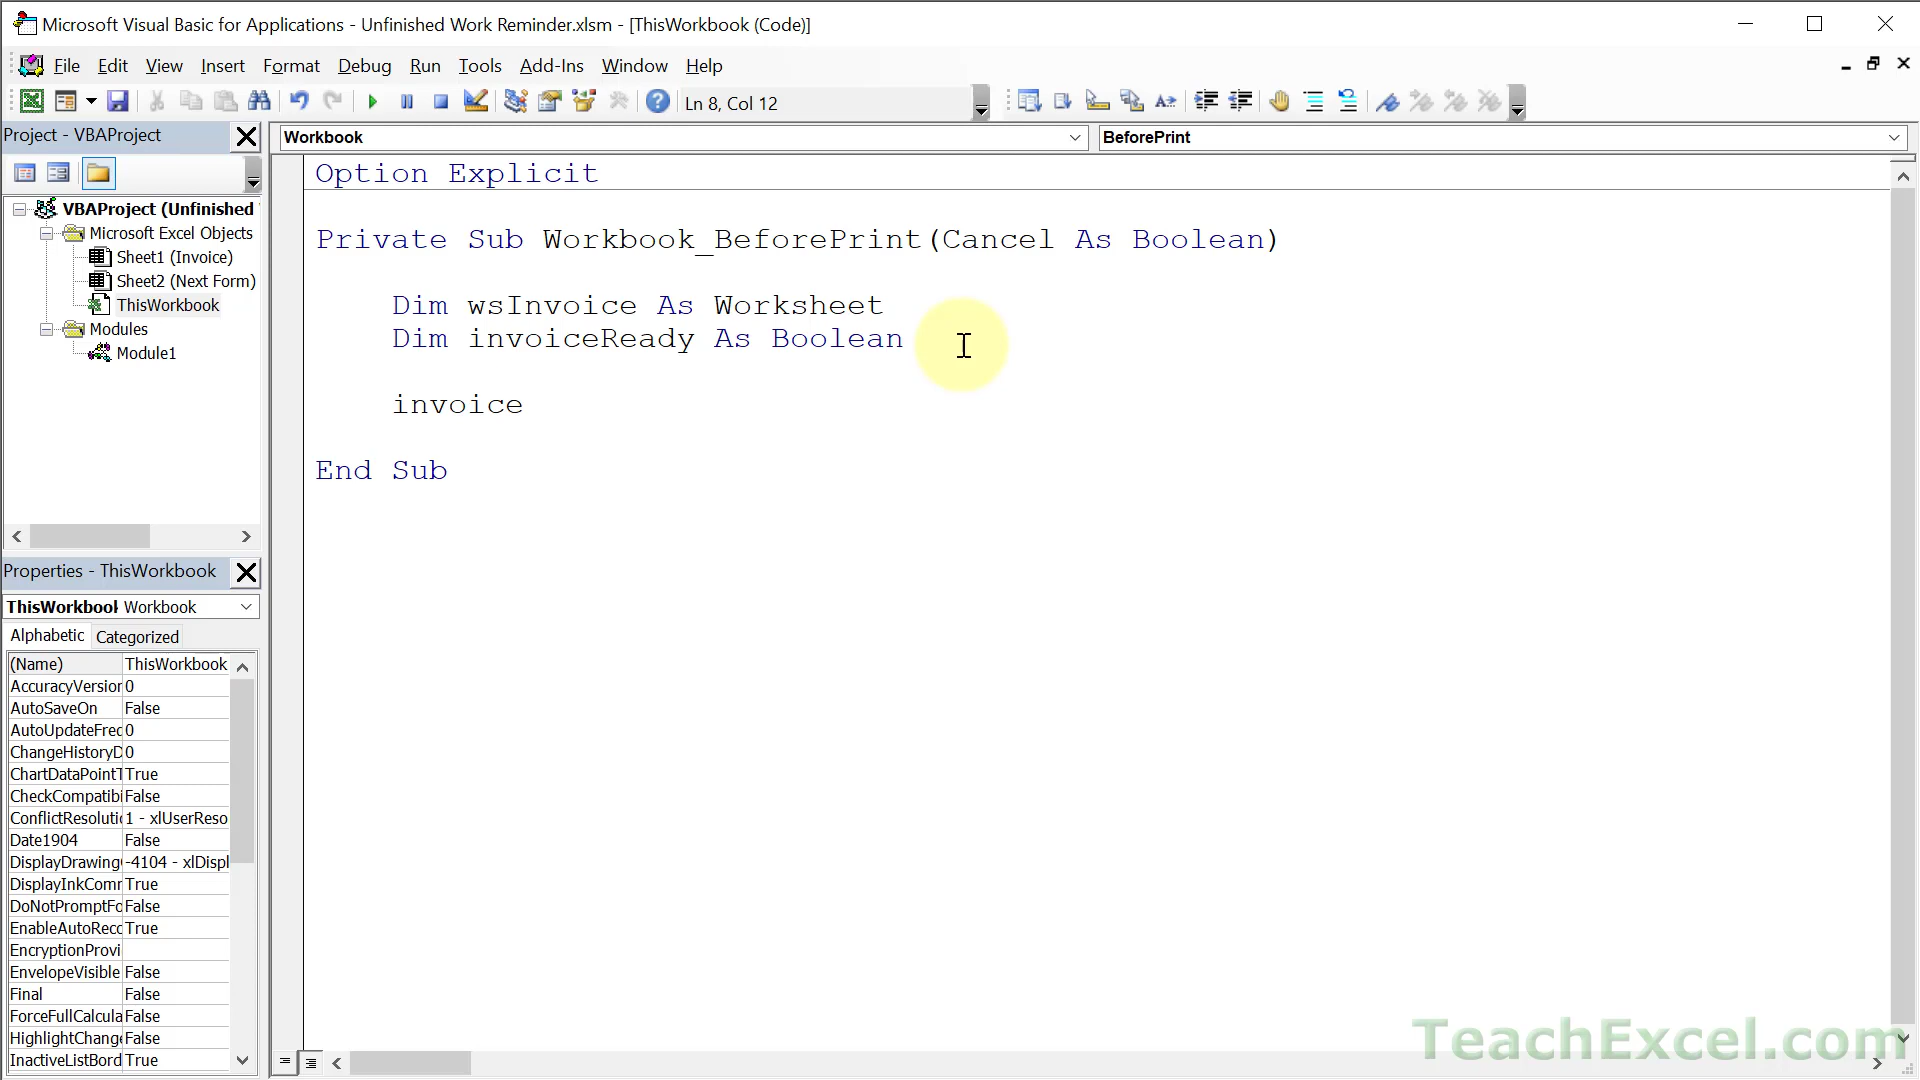 Microsoft Visual Basic for Applications - Unfinished Work Reminder.xlsm - [ThisWorkbook (Code)]
File Edit View Insert Format Debug Run Tools Add-Ins Window Help
Ln 8, Col 12
Project - VBAProject
Workbook
BeforePrint
VBAProject (Unfinished
Microsoft Excel Objects
Sheet1 (Invoice)
Sheet2 (Next Form)
ThisWorkbook
Modules
Module1
Option Explicit
Private Sub Workbook_BeforePrint(Cancel As Boolean)
Dim wsInvoice As Worksheet
Dim invoiceReady As Boolean
invoice
End Sub
Properties - ThisWorkbook
ThisWorkbook Workbook
Alphabetic Categorized
(Name) ThisWorkbook
AccuracyVersion 0
AutoSaveOn False
AutoUpdateFrec 0
ChangeHistoryD 0
ChartDataPointT True
CheckCompatibi False
ConflictResolutio 1 - xlUserReso
Date1904 False
DisplayDrawing -4104 - xlDispl
DisplayInkComr True
DoNotPromptFo False
EnableAutoRecc True
EncryptionProvi
EnvelopeVisible False
Final False
ForceFullCalcula False
HighlightChange False
InactiveListBord True
TeachExcel.com